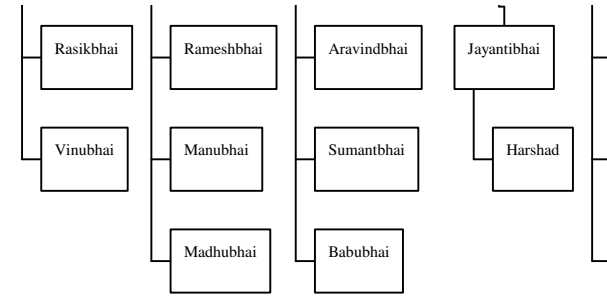 Rasikbhai
Rameshbhai
Aravindbhai
Jayantibhai
Vinubhai
Manubhai
Sumantbhai
Harshad
Madhubhai
Babubhai